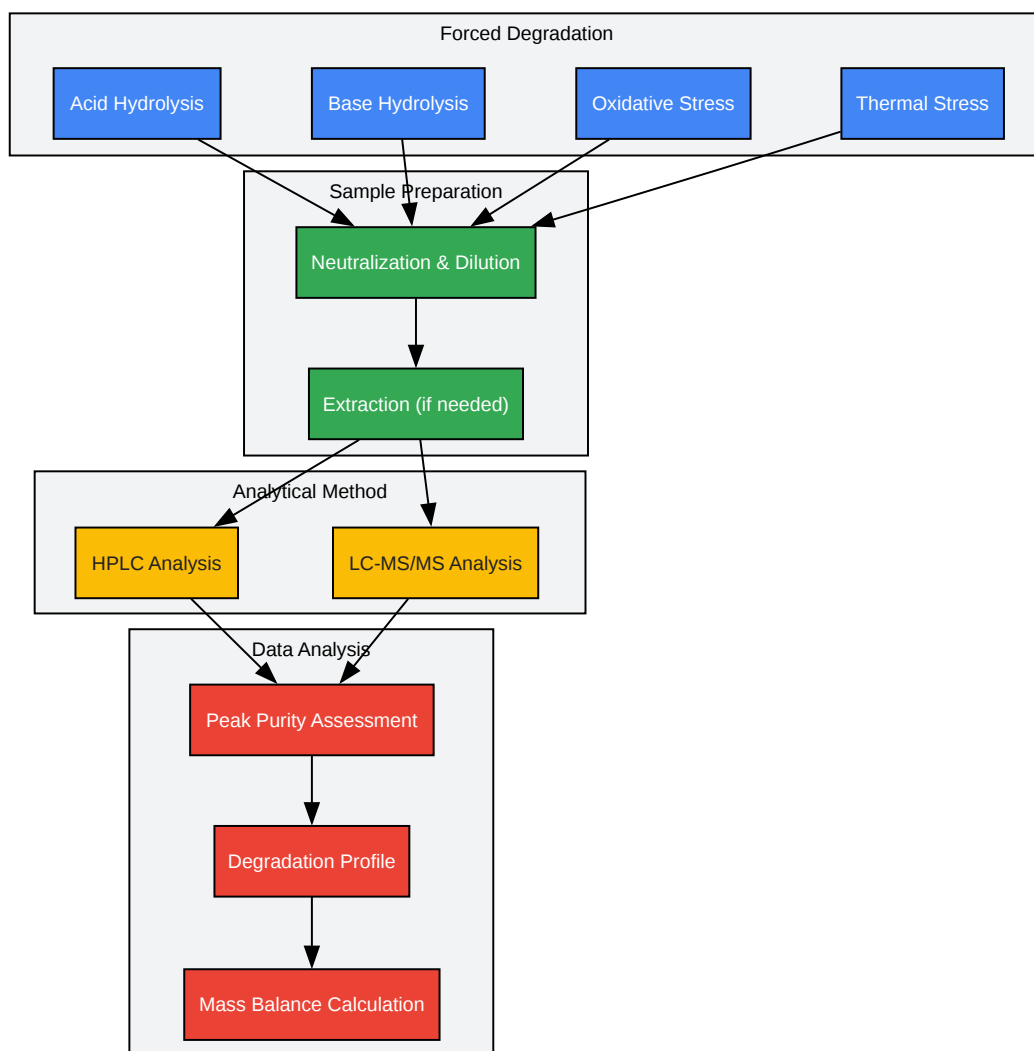 Forced Degradation
Acid Hydrolysis
Base Hydrolysis
Oxidative Stress
Thermal Stress
Sample Preparation
Neutralization & Dilution
Extraction (if needed)
Analytical Method
HPLC Analysis
LC-MS/MS Analysis
Data Analysis
Peak Purity Assessment
Degradation Profile
Mass Balance Calculation